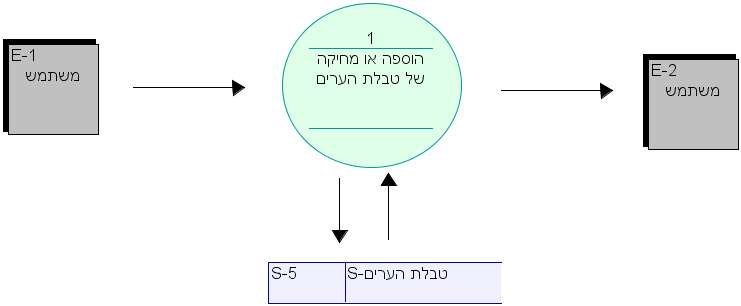 E-1
משתמש
1
הוספה או מחיקה
של טבלת הערים
E-2
משתמש
S-5
S-טבלת הערים